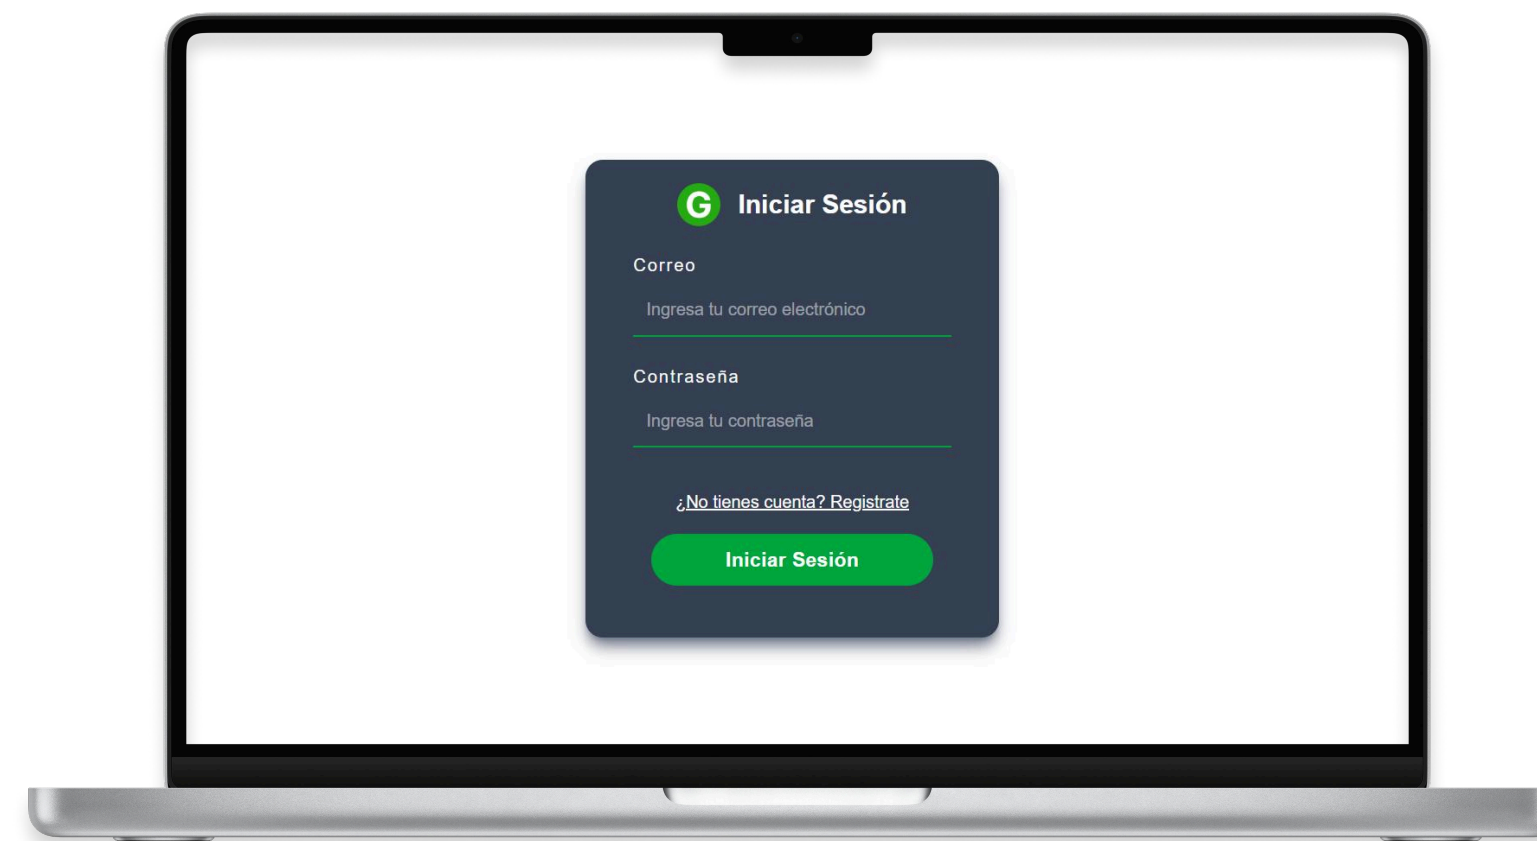 G Iniciar Sesión
Correo
Ingresa tu correo electrónico
Contraseña
Ingresa tu contraseña
¿No tienes cuenta? Registrate
Iniciar Sesión